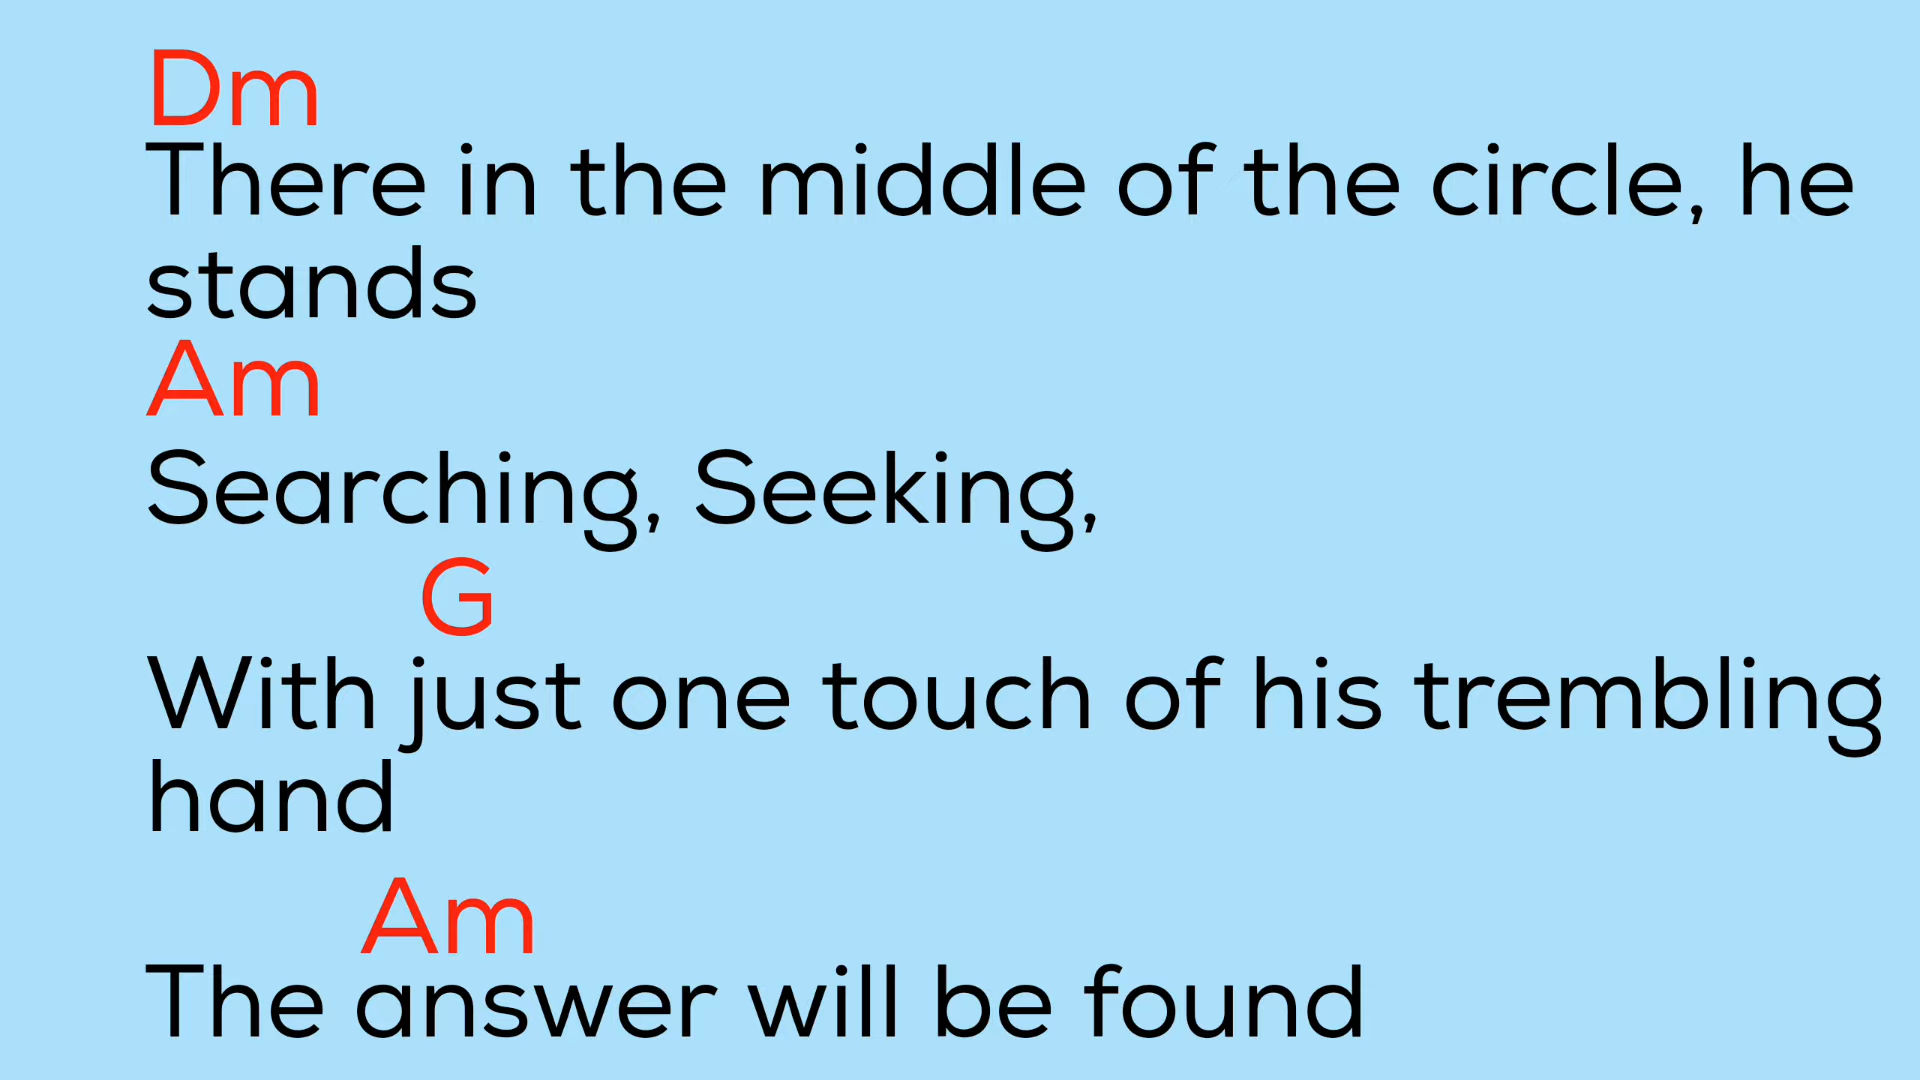 Dm
There in the middle of the circle, he
stands
Am
Searching, Seeking,
G
With just one touch of his trembling
hand
Am
The answer will be found